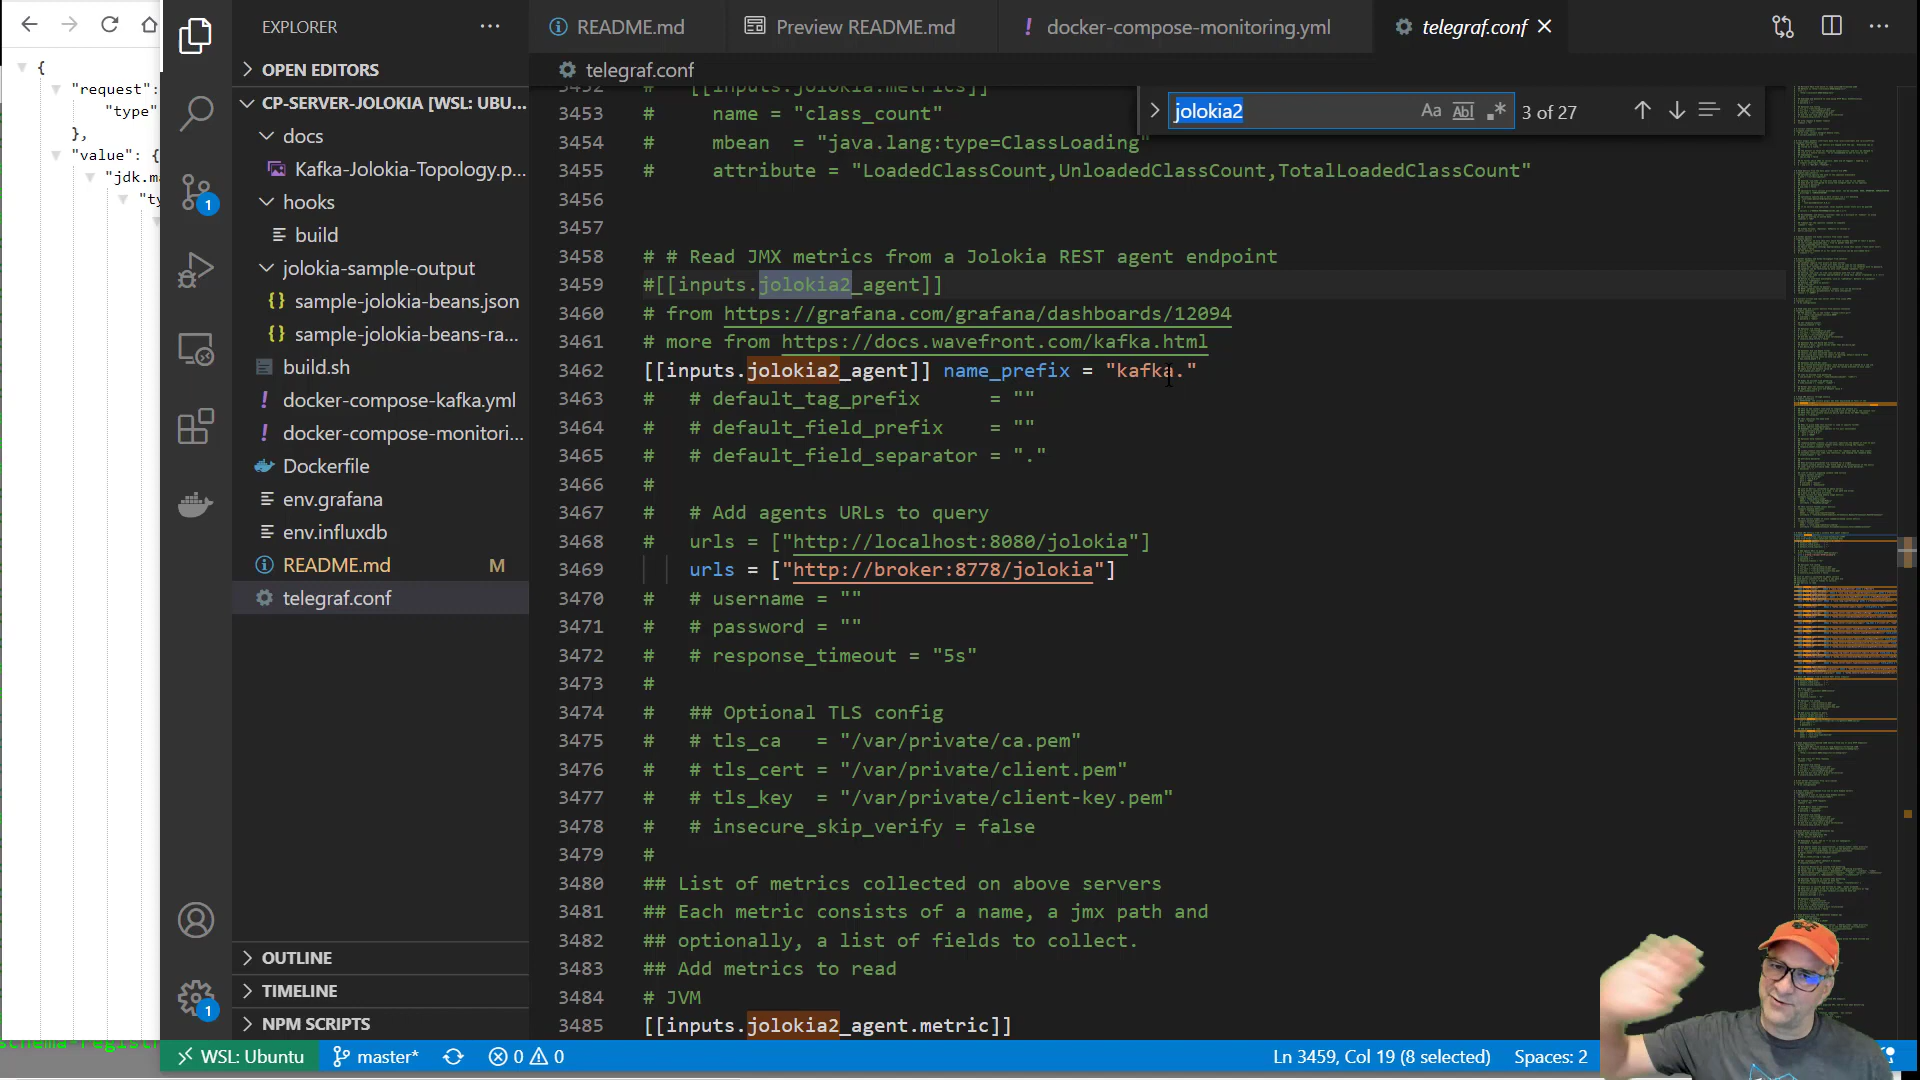 {
"request":
"type"
},
"value": {
"jdk.m
"ty
EXPLORER
OPEN EDITORS
CP-SERVER-JOLOKIA [WSL: UBU...
docs
Kafka-Jolokia-Topology.p...
hooks
build
jolokia-sample-output
sample-jolokia-beans.json
sample-jolokia-beans-ra...
build.sh
docker-compose-kafka.yml
docker-compose-monitori...
Dockerfile
env.grafana
env.influxdb
README.md M
telegraf.conf
OUTLINE
TIMELINE
NPM SCRIPTS
1
1
README.md
Preview README.md
docker-compose-monitoring.yml
telegraf.conf
telegraf.conf
jolokia2 Aa Abl 3 of 27
3452 # [[inputs.jolokia.metrics]]
3453 # name = "class_count"
3454 # mbean = "java.lang:type=ClassLoading"
3455 # attribute = "LoadedClassCount,UnloadedClassCount,TotalLoadedClassCount"
3456
3457
3458 # # Read JMX metrics from a Jolokia REST agent endpoint
3459 #[[inputs.jolokia2_agent]]
3460 # from https://grafana.com/grafana/dashboards/12094
3461 # more from https://docs.wavefront.com/kafka.html
3462 [[inputs.jolokia2_agent]] name_prefix = "kafka."
3463 # # default_tag_prefix = ""
3464 # # default_field_prefix = ""
3465 # # default_field_separator = "."
3466 #
3467 # # Add agents URLs to query
3468 # urls = ["http://localhost:8080/jolokia"]
3469 urls = ["http://broker:8778/jolokia"]
3470 # # username = ""
3471 # # password = ""
3472 # # response_timeout = "5s"
3473 #
3474 # ## Optional TLS config
3475 # # tls_ca = "/var/private/ca.pem"
3476 # # tls_cert = "/var/private/client.pem"
3477 # # tls_key = "/var/private/client-key.pem"
3478 # # insecure_skip_verify = false
3479 #
3480 ## List of metrics collected on above servers
3481 ## Each metric consists of a name, a jmx path and
3482 ## optionally, a list of fields to collect.
3483 ## Add metrics to read
3484 # JVM
3485 [[inputs.jolokia2_agent.metric]]
WSL: Ubuntu master* 0 0 Ln 3459, Col 19 (8 selected) Spaces: 2